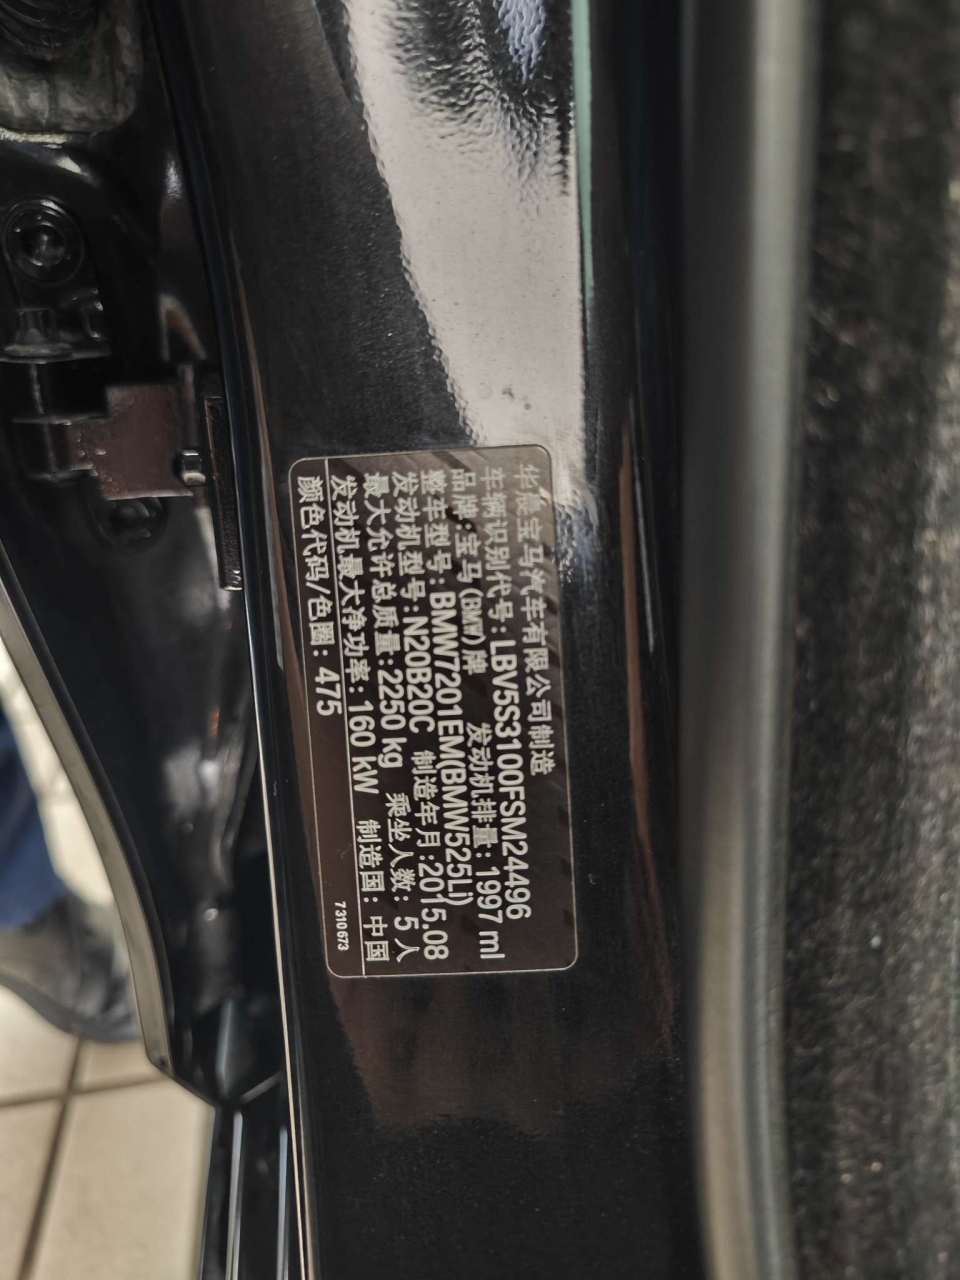 华晨宝马汽车有限公司制造
车辆识别代号:LBV5S3100FSM24496
品牌:宝马(BMW)牌 发动机排量:1997 ml
整车型号:BMW7201EM(BMW525Li)
发动机型号:N20B20C 制造年月:2015.08
最大允许总质量:2250 kg 乘坐人数: 5 人
发动机最大净功率: 160 kW 制造国: 中国
颜色代码/色圈: 475
7310673